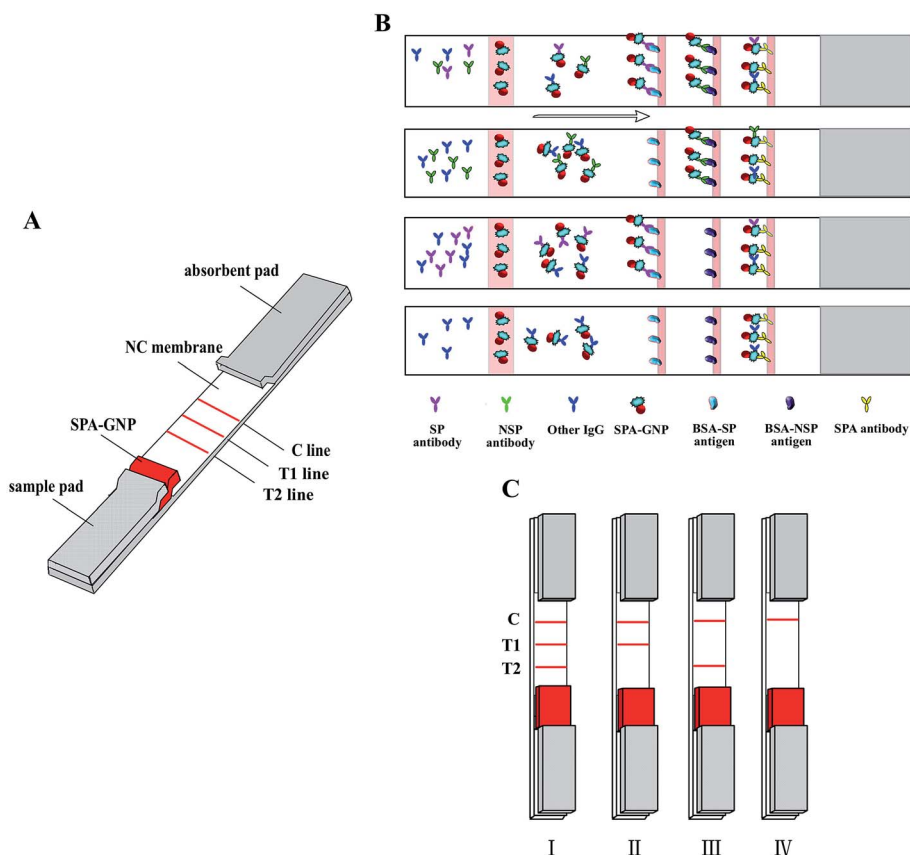 A
absorbent pad
NC membrane
SPA-GNP
sample pad
C line
T1 line
T2 line
B
SP
antibody
NSP
antibody
Other IgG
SPA-GNP
BSA-SP
antigen
BSA-NSP
antigen
SPA antibody
C
C
T1
T2
I II III IV